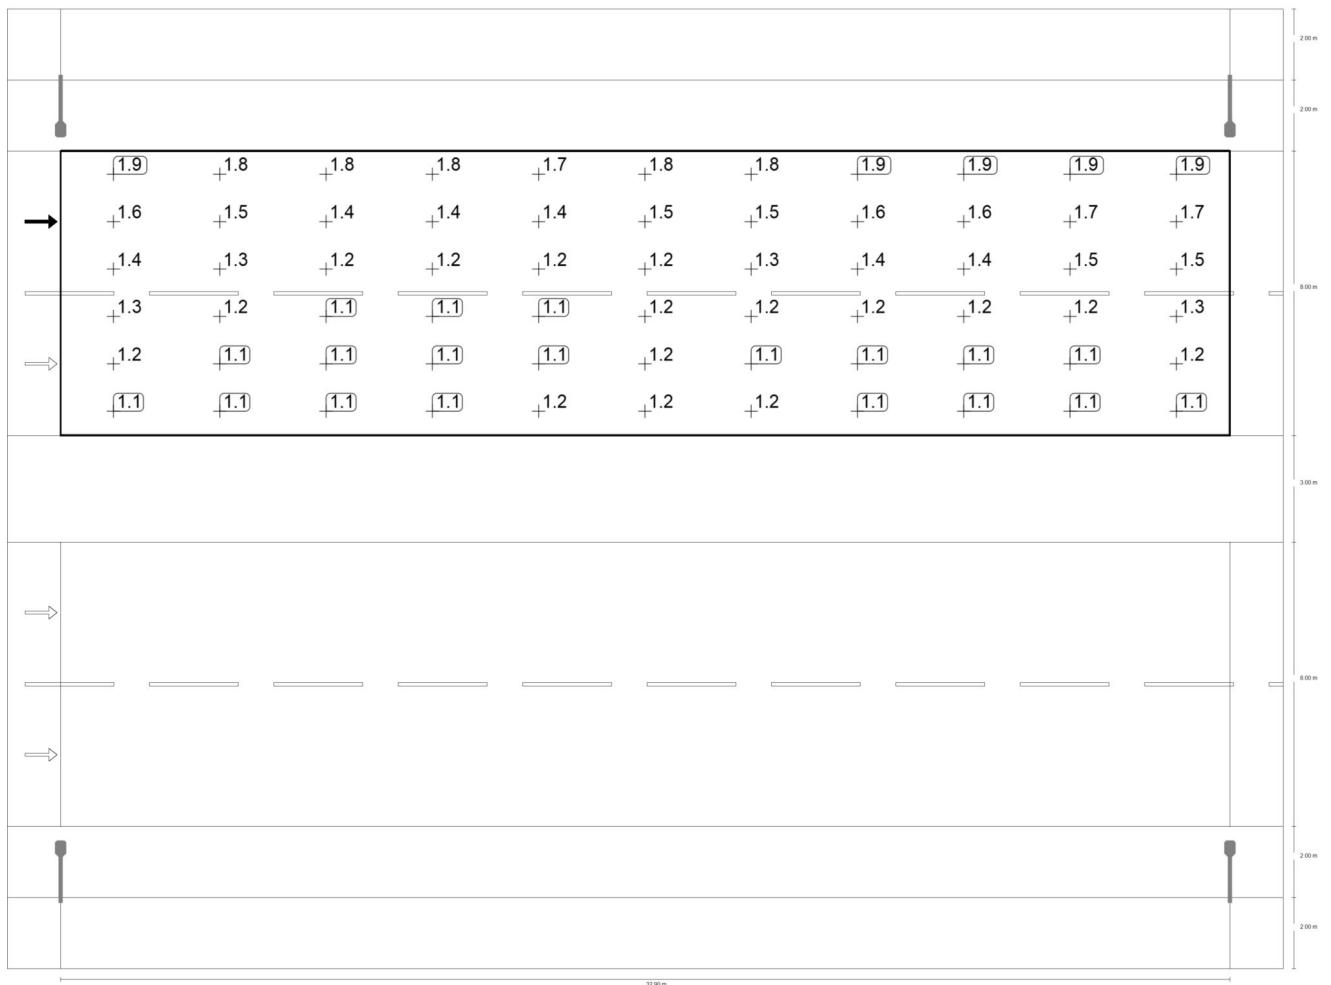 2.00 m
2.00 m
1.9 1.8 1.8 1.8 1.7 1.8 1.8 1.9 1.9 1.9 1.9
1.6 1.5 1.4 1.4 1.4 1.5 1.5 1.6 1.6 1.7 1.7
1.4 1.3 1.2 1.2 1.2 1.2 1.3 1.4 1.4 1.5 1.5
8.00 m
1.3 1.2 1.1 1.1 1.1 1.2 1.2 1.2 1.2 1.2 1.3
1.2 1.1 1.1 1.1 1.1 1.2 1.1 1.1 1.1 1.1 1.2
1.1 1.1 1.1 1.1 1.2 1.2 1.2 1.1 1.1 1.1 1.1
3.00 m
8.00 m
2.00 m
2.00 m